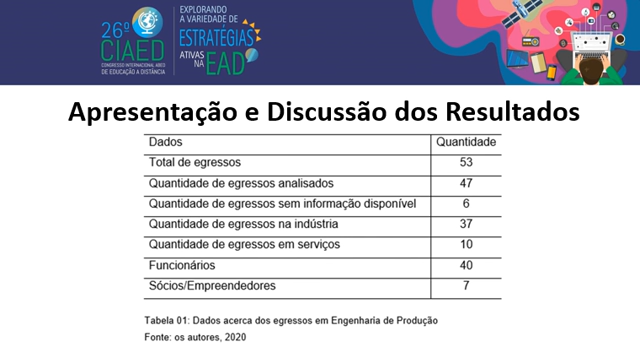 26º
CIAED
CONGRESSO INTERNACIONAL ABED
DE EDUCAÇÃO A DISTÂNCIA
EXPLORANDO
A VARIEDADE DE
ESTRATÉGIAS
ATIVAS
NA
EAD
Apresentação e Discussão dos Resultados
Dados Quantidade
Total de egressos 53
Quantidade de egressos analisados 47
Quantidade de egressos sem informação disponível 6
Quantidade de egressos na indústria 37
Quantidade de egressos em serviços 10
Funcionários 40
Sócios/Empreendedores 7
Tabela 01: Dados acerca dos egressos em Engenharia de Produção
Fonte: os autores, 2020